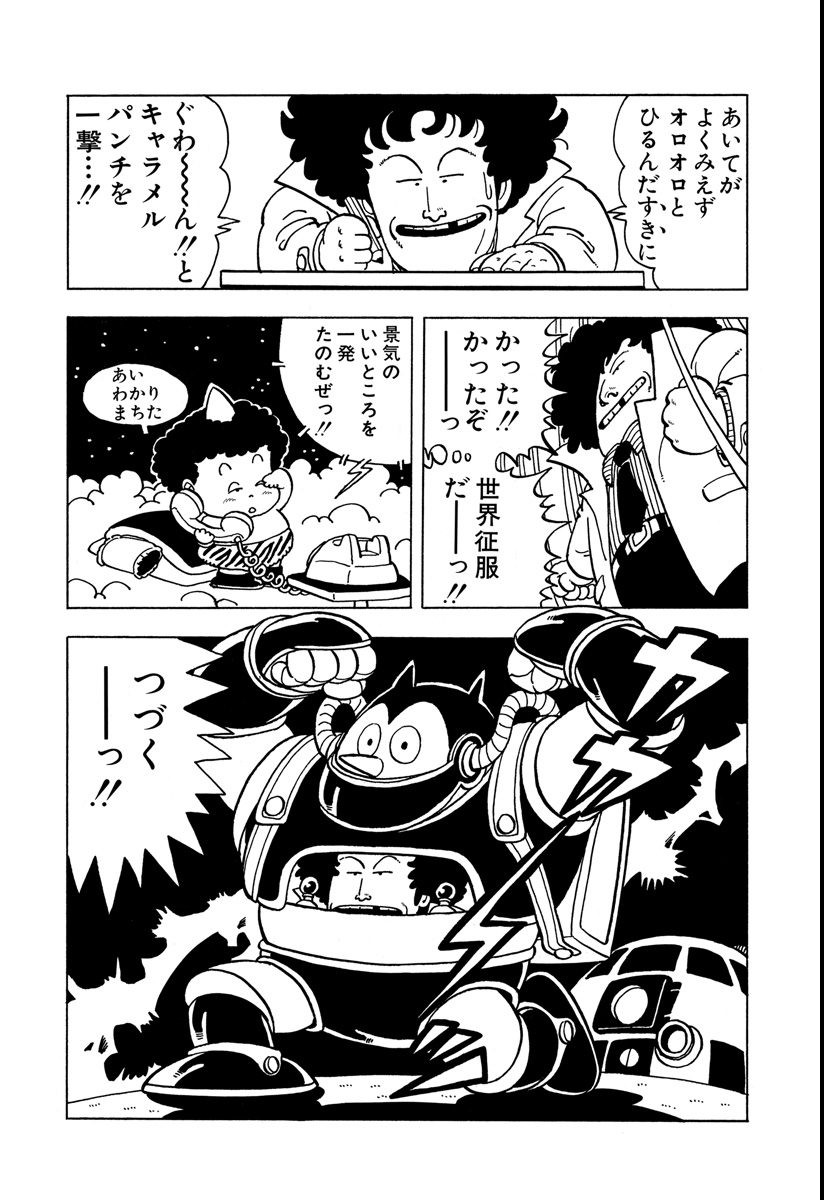 あいてが
よくみえず
オロオロと
ひるんだすきに
ぐわ〜〜〜ん!!と
キャラメル
パンチを
一撃…!!
かった!!
かったぞ
――っ
世界征服
だ――っ!!
景気の
いいところを
一発
たのむぜっ!!
あいわかり
あわまちた
つづく
――っ!!
カカ